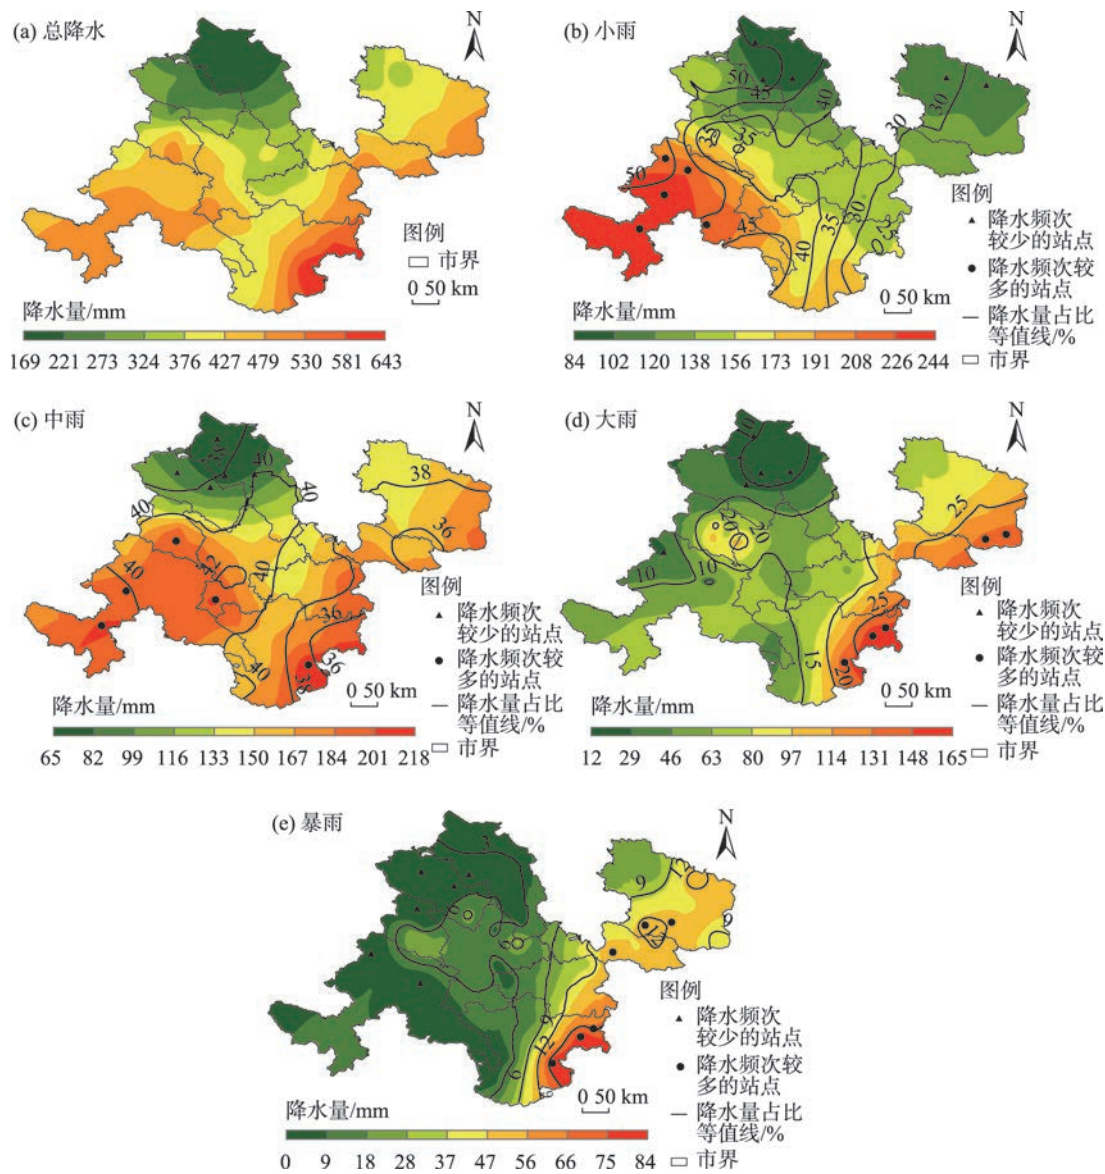 (a) 总降水
N
图例
市界
0 50 km
降水量/mm
169 221 273 324 376 427 479 530 581 643
(b) 小雨
N
50
45
40
35
35
30
30
50
45
40
35
30
25
图例
降水频次
较少的站点
降水频次较
多的站点
降水量占比
等值线/%
市界
0 50 km
降水量/mm
84 102 120 138 156 173 191 208 226 244
(c) 中雨
N
40
40
40
38
36
40
42
40
36
40
38
36
图例
降水频次
较少的站点
降水频次较
多的站点
降水量占比
等值线/%
市界
0 50 km
降水量/mm
65 82 99 116 133 150 167 184 201 218
(d) 大雨
N
10
20
20
25
10
10
25
15
20
图例
降水频次
较少的站点
降水频次较
多的站点
降水量占比
等值线/%
市界
0 50 km
降水量/mm
12 29 46 63 80 97 114 131 148 165
(e) 暴雨
N
3
12
9
6
9
12
6
9
12
6
图例
降水频次
较少的站点
降水频次较
多的站点
降水量占比
等值线/%
市界
0 50 km
降水量/mm
0 9 18 28 37 47 56 66 75 84